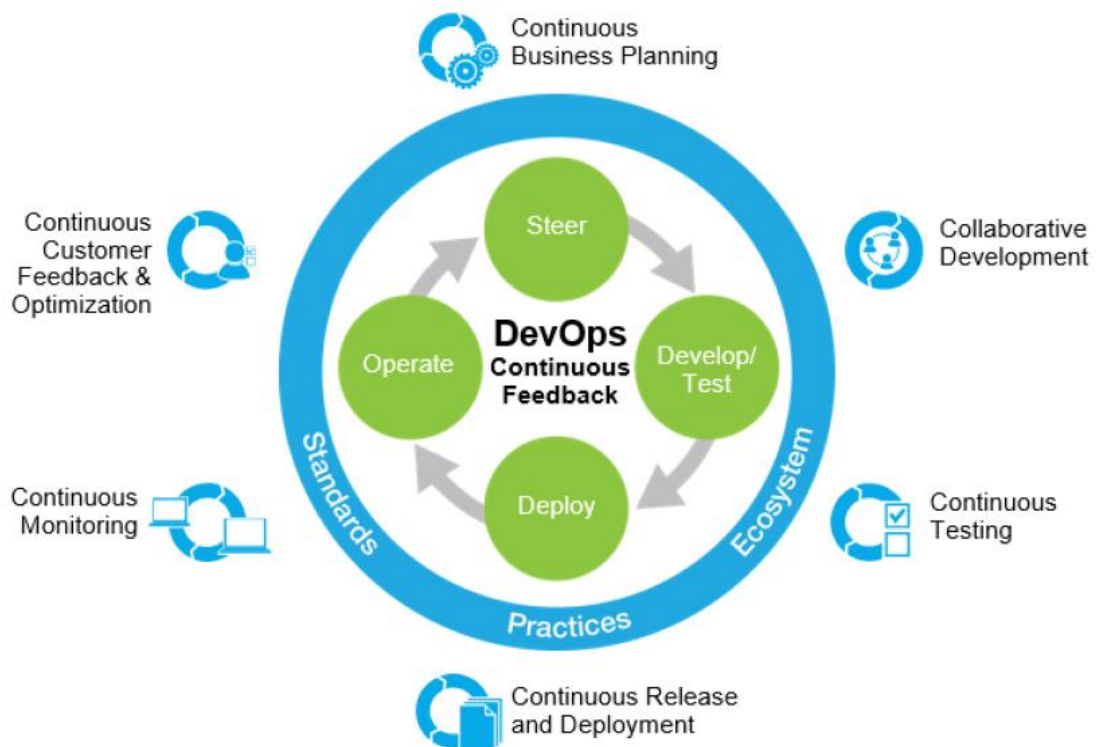 Continuous
Business Planning
Continuous
Customer
Feedback &
Optimization
Steer
Collaborative
Development
DevOps
Continuous
Feedback
Operate
Develop/
Test
Continuous
Monitoring
Deploy
Continuous
Testing
Standards
Practices
Ecosystem
Continuous Release
and Deployment